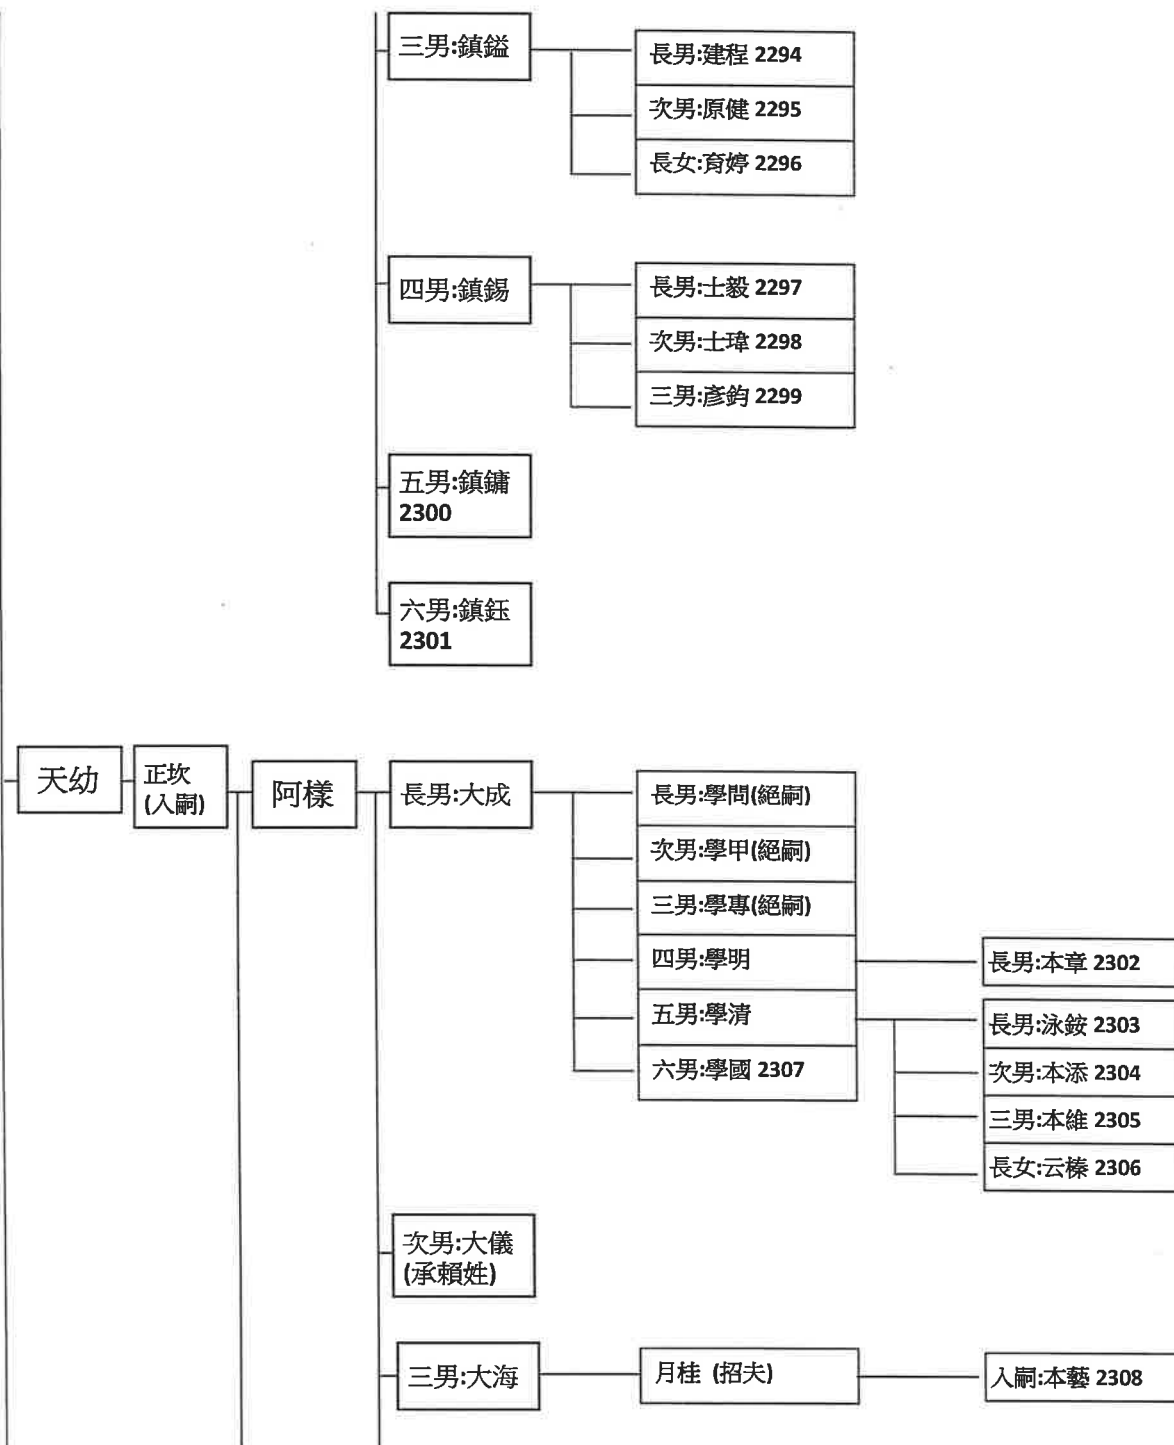 三男:鎮鎰
長男:建程 2294
次男:原健 2295
長女:育婷 2296
四男:鎮錫
長男:士毅 2297
次男:士瑋 2298
三男:彥鈞 2299
五男:鎮鏞
2300
六男:鎮鈺
2301
天幼
正坎
(入嗣)
阿樣
長男:大成
長男:學問(絕嗣)
次男:學甲(絕嗣)
三男:學專(絕嗣)
四男:學明
長男:本章 2302
五男:學清
長男:泳銨 2303
次男:本添 2304
三男:本維 2305
長女:云榛 2306
六男:學國 2307
次男:大儀
(承賴姓)
三男:大海
月桂 (招夫)
入嗣:本藝 2308